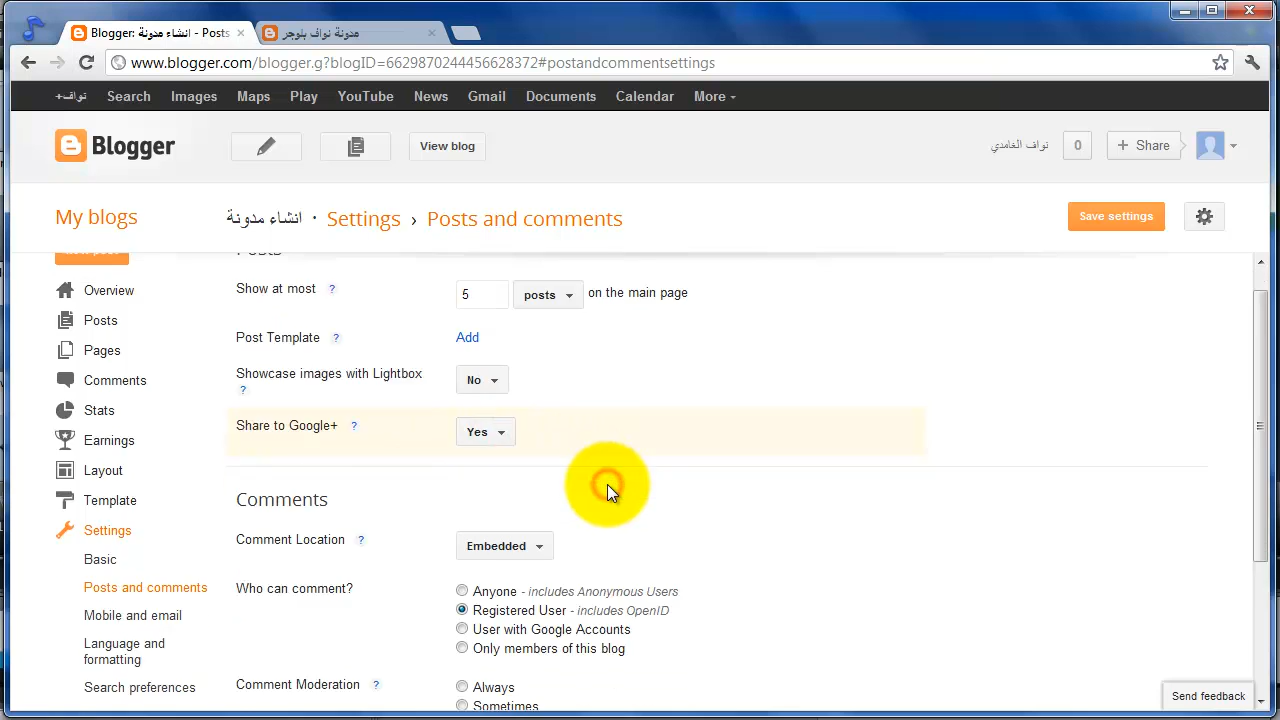 Blogger: انشاء مدونة - Posts
مدونة نواف بلوجر
www.blogger.com/blogger.g?blogID=6629870244456628372#postandcommentsettings
+نواف Search Images Maps Play YouTube News Gmail Documents Calendar More
Blogger View blog نواف الغامدي 0 + Share
My blogs انشاء مدونة · Settings › Posts and comments Save settings
Posts
Overview
Posts
Pages
Comments
Stats
Earnings
Layout
Template
Settings
Basic
Posts and comments
Mobile and email
Language and
formatting
Search preferences
Show at most ? 5 posts on the main page
Post Template ? Add
Showcase images with Lightbox
? No
Share to Google+ ? Yes
Comments
Comment Location ? Embedded
Who can comment? Anyone - includes Anonymous Users
Registered User - includes OpenID
User with Google Accounts
Only members of this blog
Comment Moderation ? Always
Sometimes
Send feedback